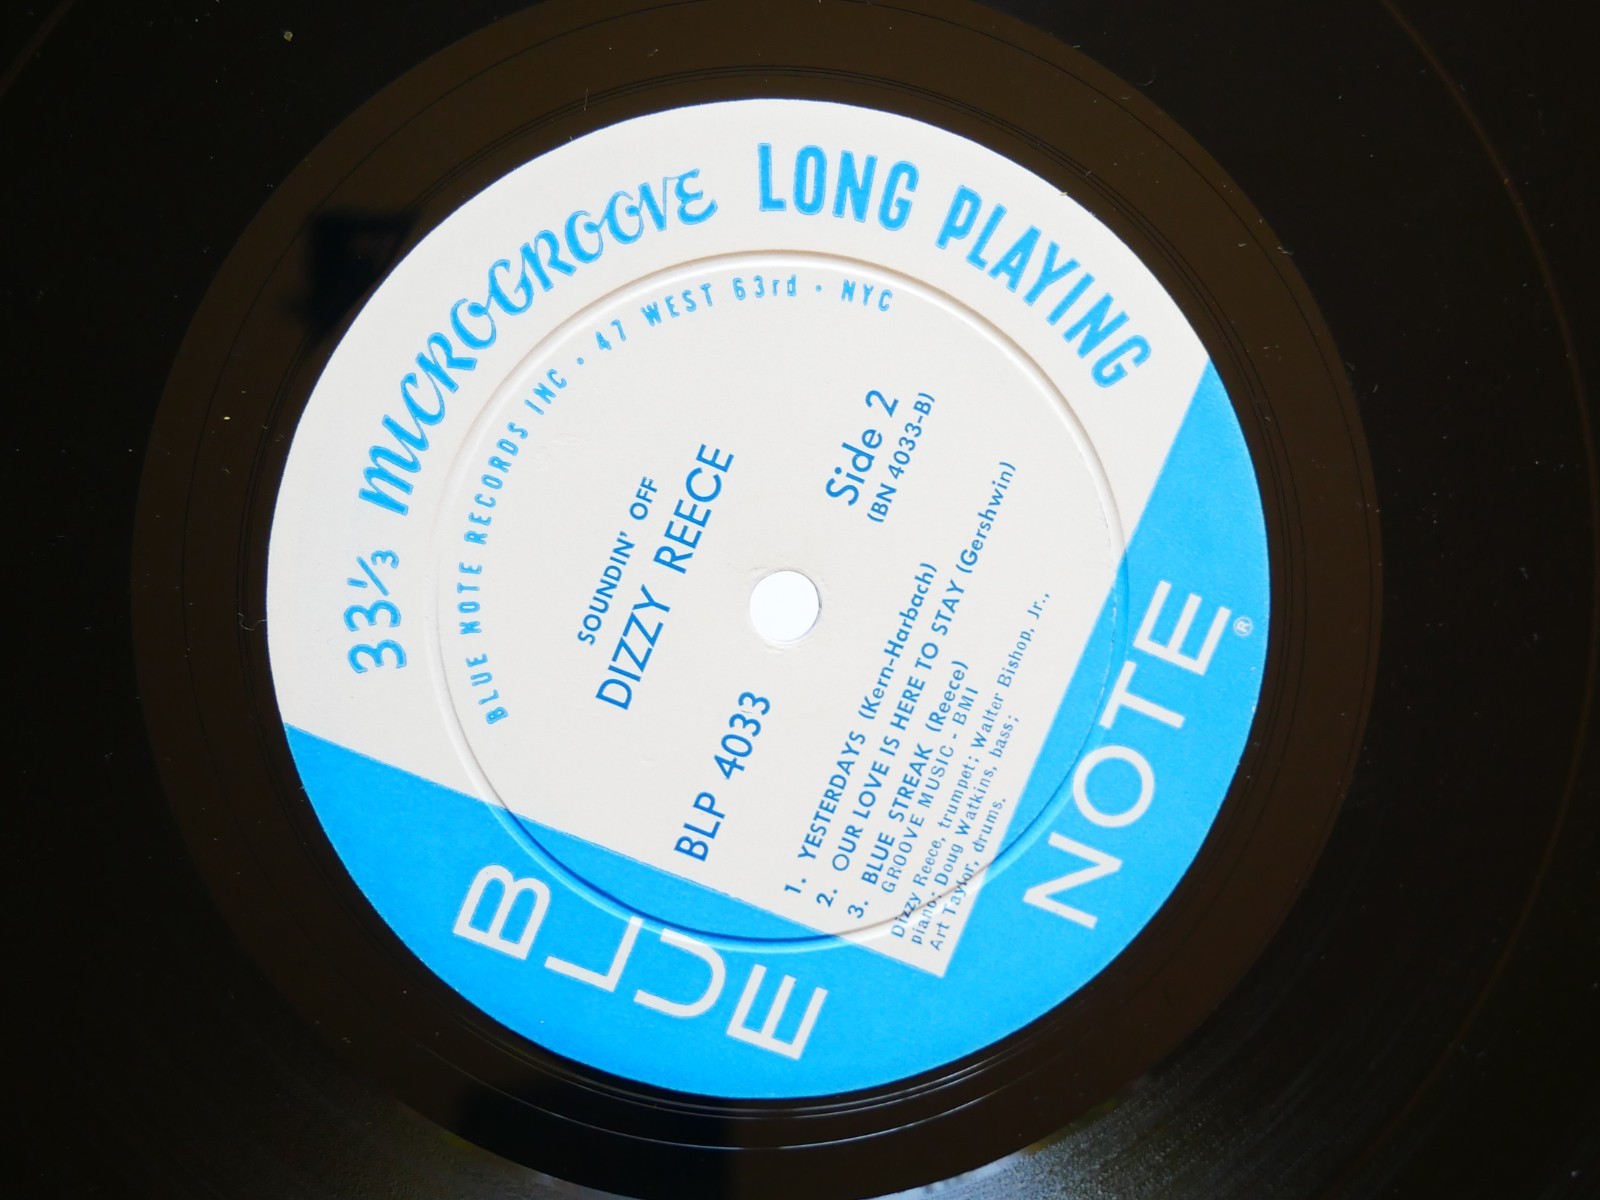 33⅓ MICROGROOVE LONG PLAYING
BLUE NOTE RECORDS INC · 47 WEST 63rd · NYC
SOUNDIN' OFF
DIZZY REECE
BLP 4033
Side 2
(BN 4033-B)
1. YESTERDAYS (Kern-Harbach)
2. OUR LOVE IS HERE TO STAY (Gershwin)
3. BLUE STREAK (Reece)
GROOVE MUSIC - BMI
Dizzy Reece, trumpet; Walter Bishop, Jr.,
piano; Doug Watkins, bass;
Art Taylor, drums.
BLUE
NOTE®